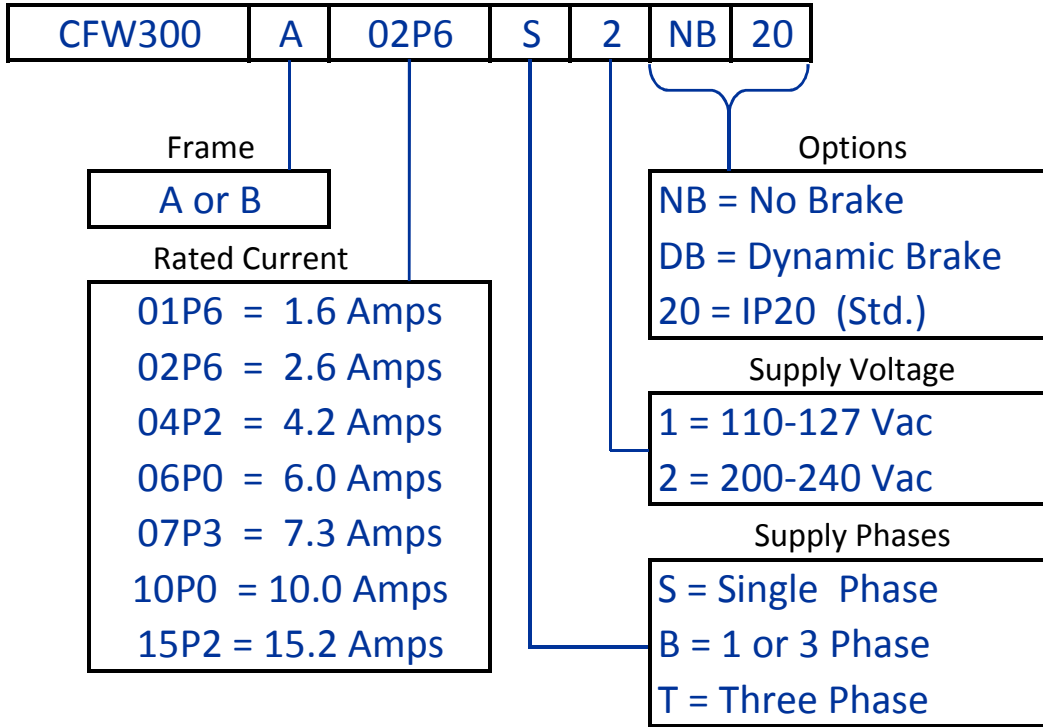 CFW300 A 02P6 S 2 NB 20
Frame
A or B
Rated Current
01P6 = 1.6 Amps
02P6 = 2.6 Amps
04P2 = 4.2 Amps
06P0 = 6.0 Amps
07P3 = 7.3 Amps
10P0 = 10.0 Amps
15P2 = 15.2 Amps
Options
NB = No Brake
DB = Dynamic Brake
20 = IP20 (Std.)
Supply Voltage
1 = 110-127 Vac
2 = 200-240 Vac
Supply Phases
S = Single Phase
B = 1 or 3 Phase
T = Three Phase